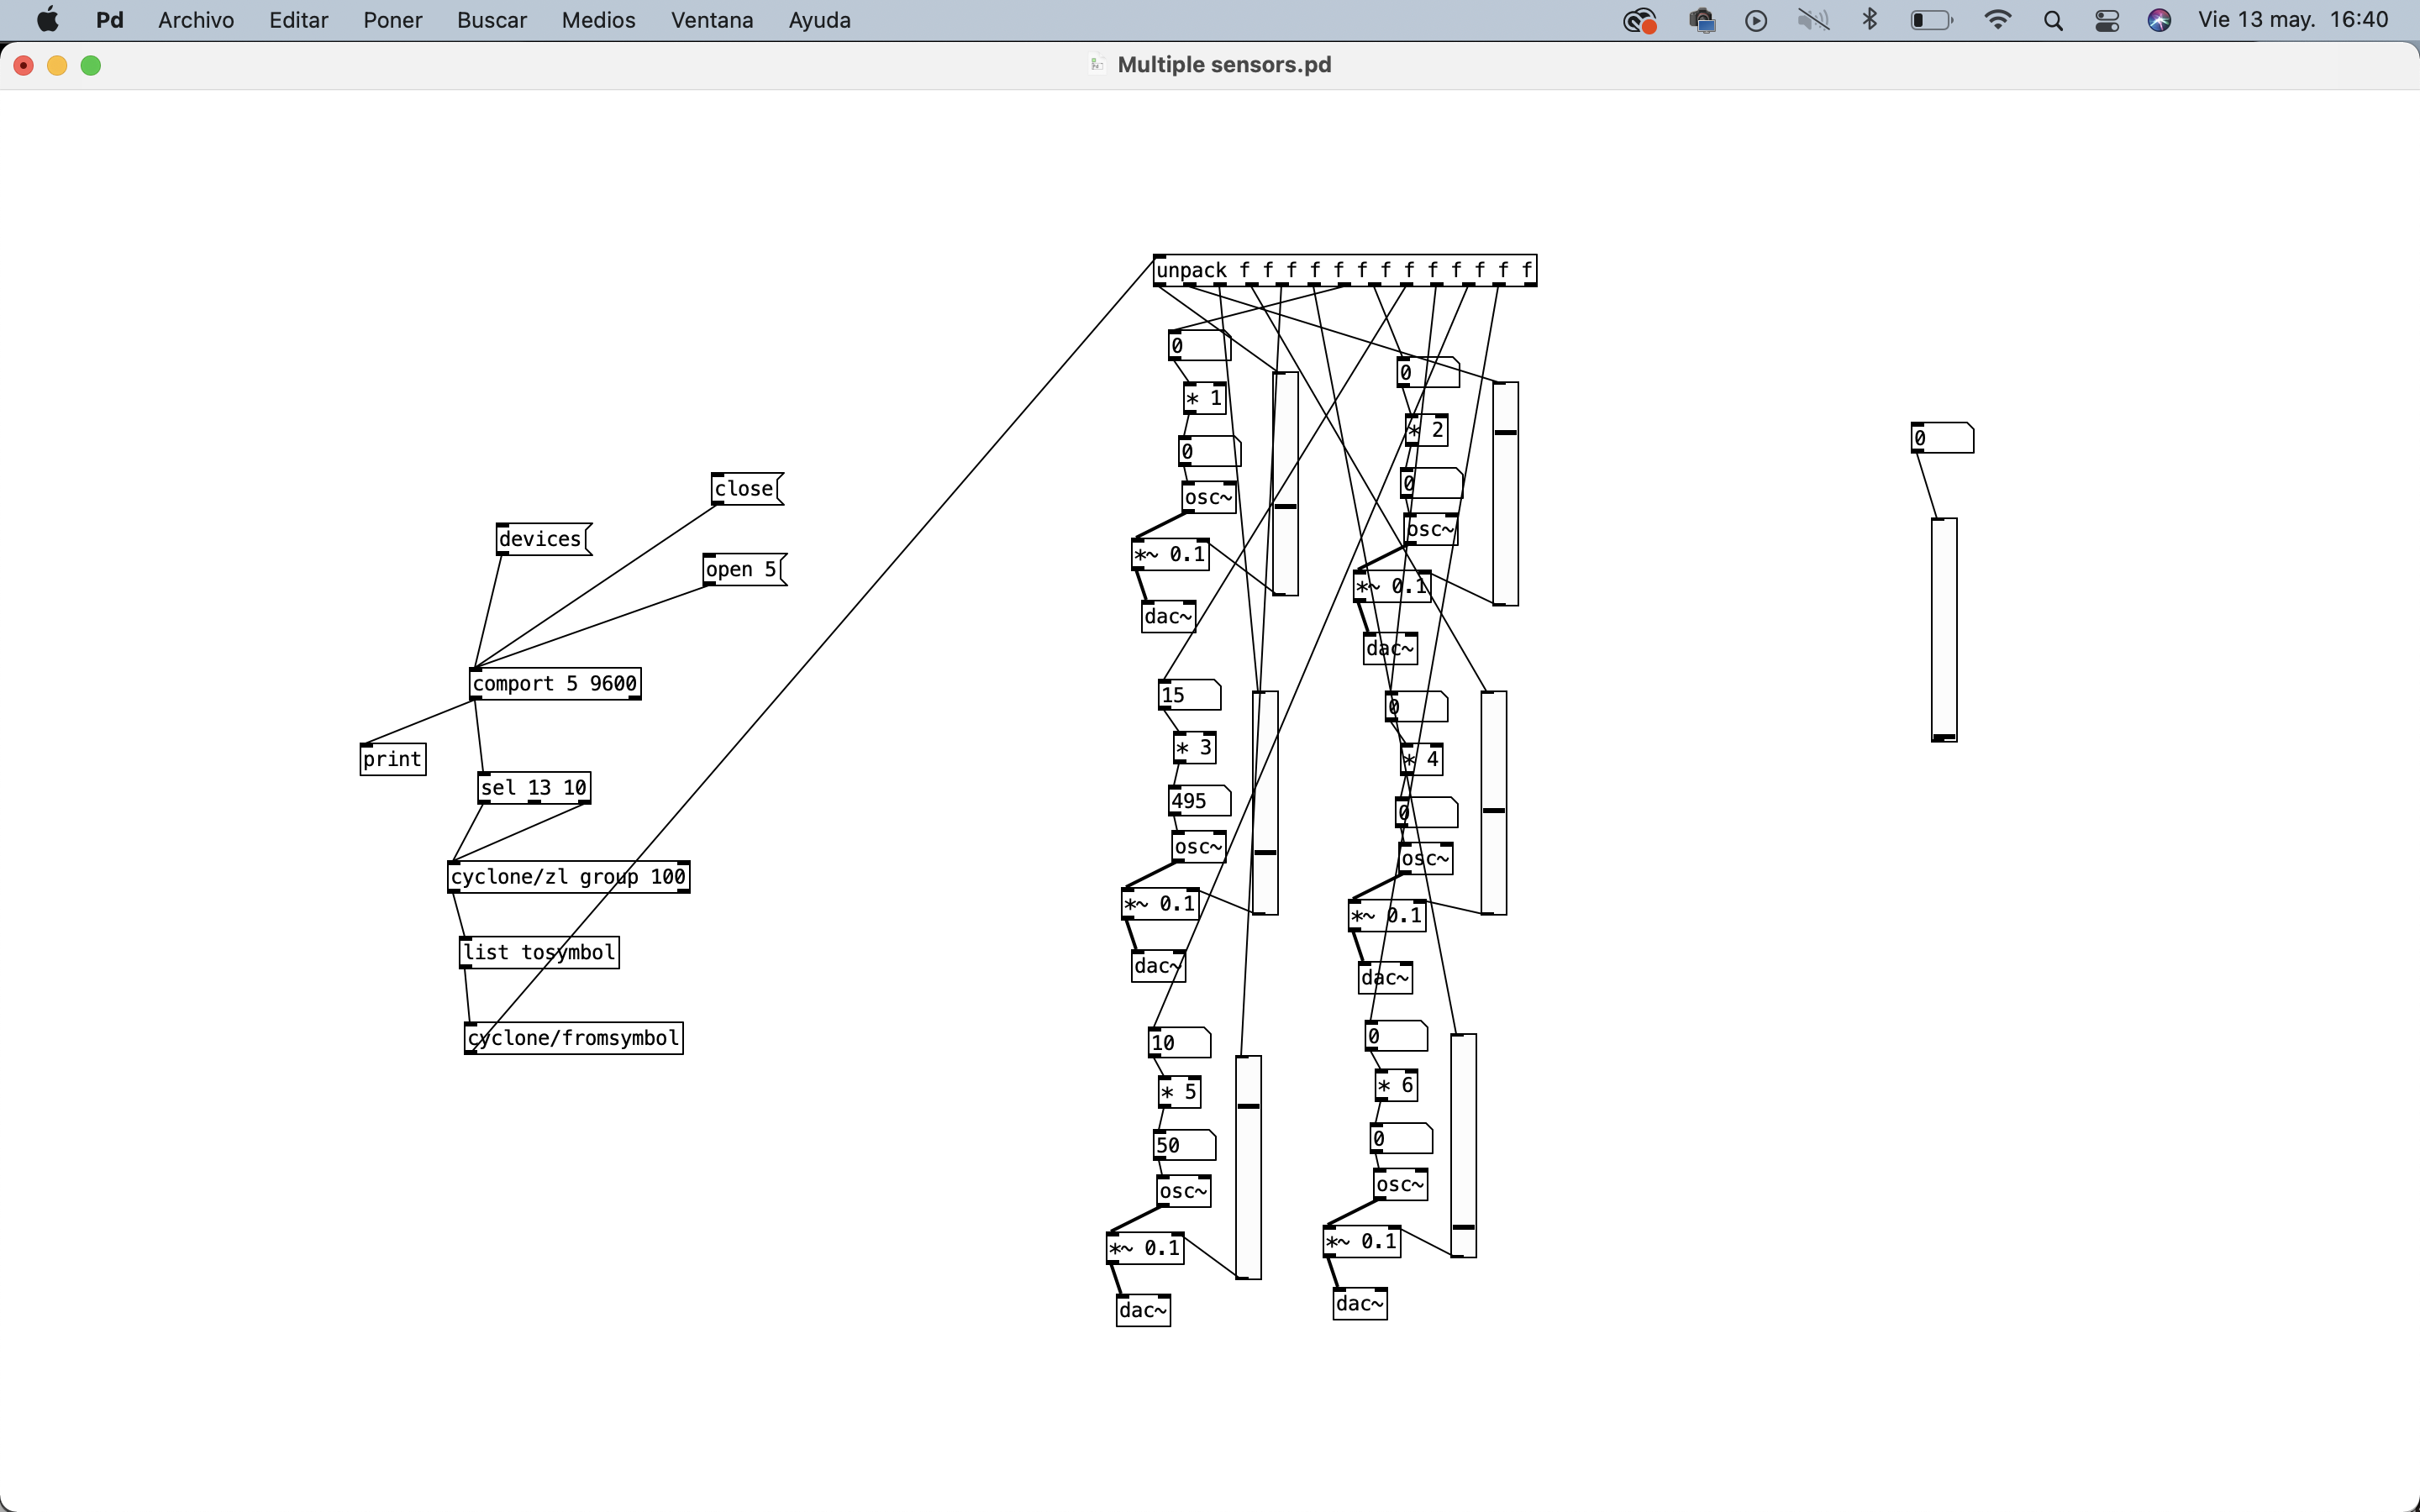 Pd Archivo Editar Poner Buscar Medios Ventana Ayuda Vie 13 may. 16:40
Multiple sensors.pd
close
devices
open 5
comport 5 9600
print
sel 13 10
cyclone/zl group 100
list tosymbol
cyclone/fromsymbol
unpack f f f f f f f f f f f f f
0
* 1
0
osc~
*~ 0.1
dac~
0
* 2
0
osc~
*~ 0.1
dac~
15
* 3
495
osc~
*~ 0.1
dac~
0
* 4
0
osc~
*~ 0.1
dac~
10
* 5
50
osc~
*~ 0.1
dac~
0
* 6
0
osc~
*~ 0.1
dac~
0